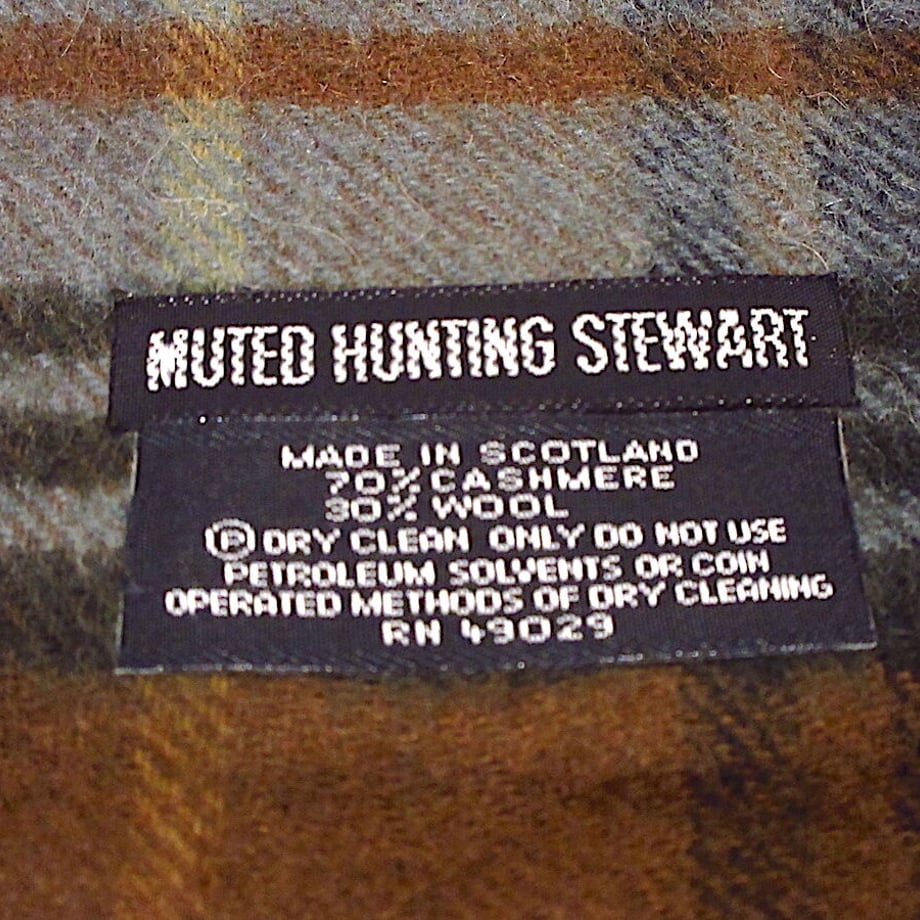 MUTED HUNTING STEWART
MADE IN SCOTLAND
70% CASHMERE
30% WOOL
Ⓟ DRY CLEAN ONLY DO NOT USE
PETROLEUM SOLVENTS OR COIN
OPERATED METHODS OF DRY CLEANING
RN 49029